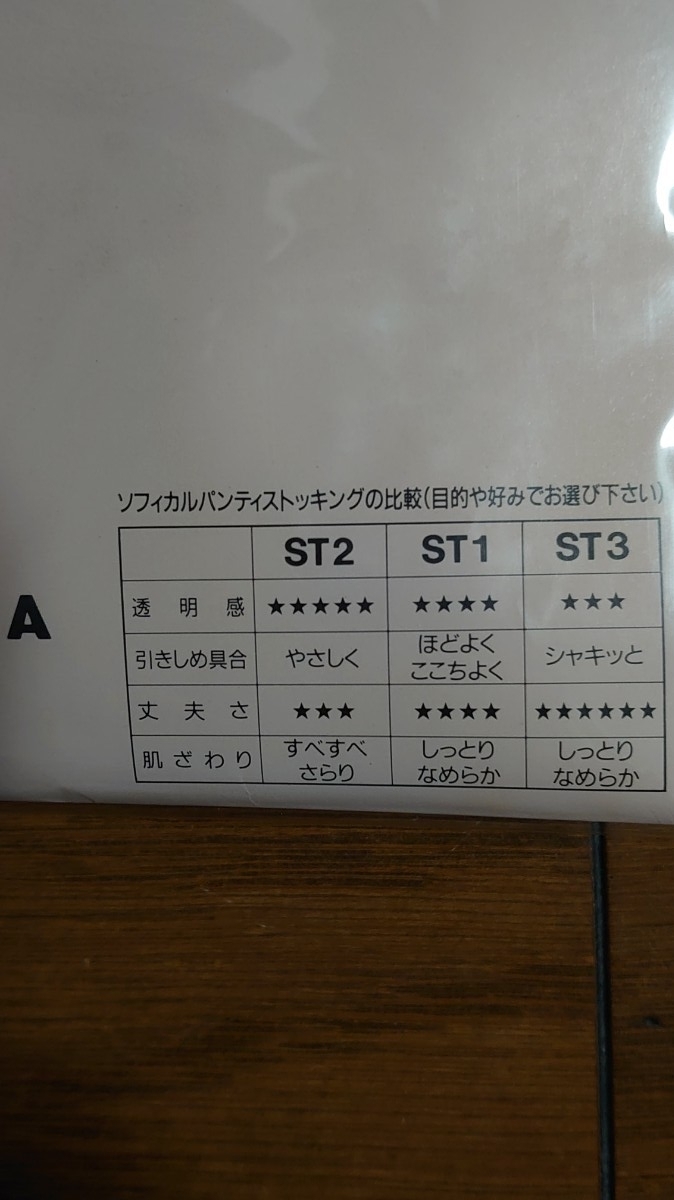 ソフィカルパンティストッキングの比較(目的や好みでお選び下さい)
ST2 ST1 ST3
透明感 ★★★★★ ★★★★ ★★★
引きしめ具合 やさしく ほどよく ここちよく シャキッと
丈夫さ ★★★ ★★★★ ★★★★★★
肌ざわり すべすべ さらり しっとり なめらか しっとり なめらか
A